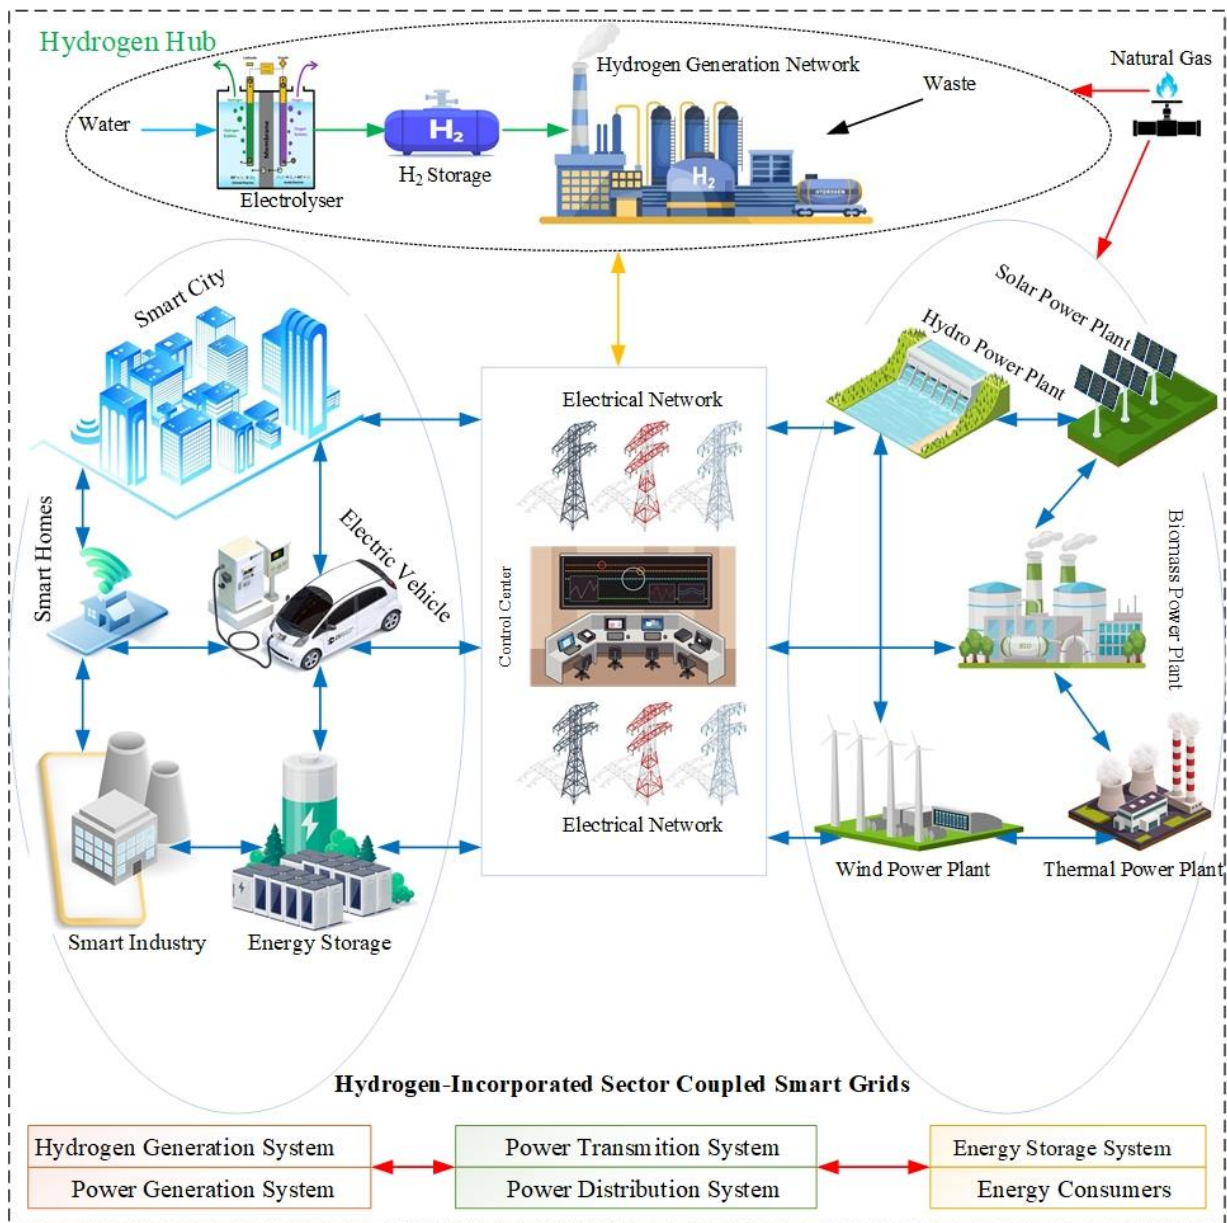 Hydrogen Hub
Hydrogen Generation Network
Natural Gas
Waste
Water
Membrane
H2
H₂ Storage
H2
HYDROGEN
Electrolyser
Smart City
Solar Power Plant
Hydro Power Plant
Electrical Network
Smart Homes
Electric Vehicle
Control Center
Biomass Power Plant
ECO
Electrical Network
Wind Power Plant
Thermal Power Plant
Smart Industry
Energy Storage
Hydrogen-Incorporated Sector Coupled Smart Grids
Hydrogen Generation System
Power Transmition System
Energy Storage System
Power Generation System
Power Distribution System
Energy Consumers